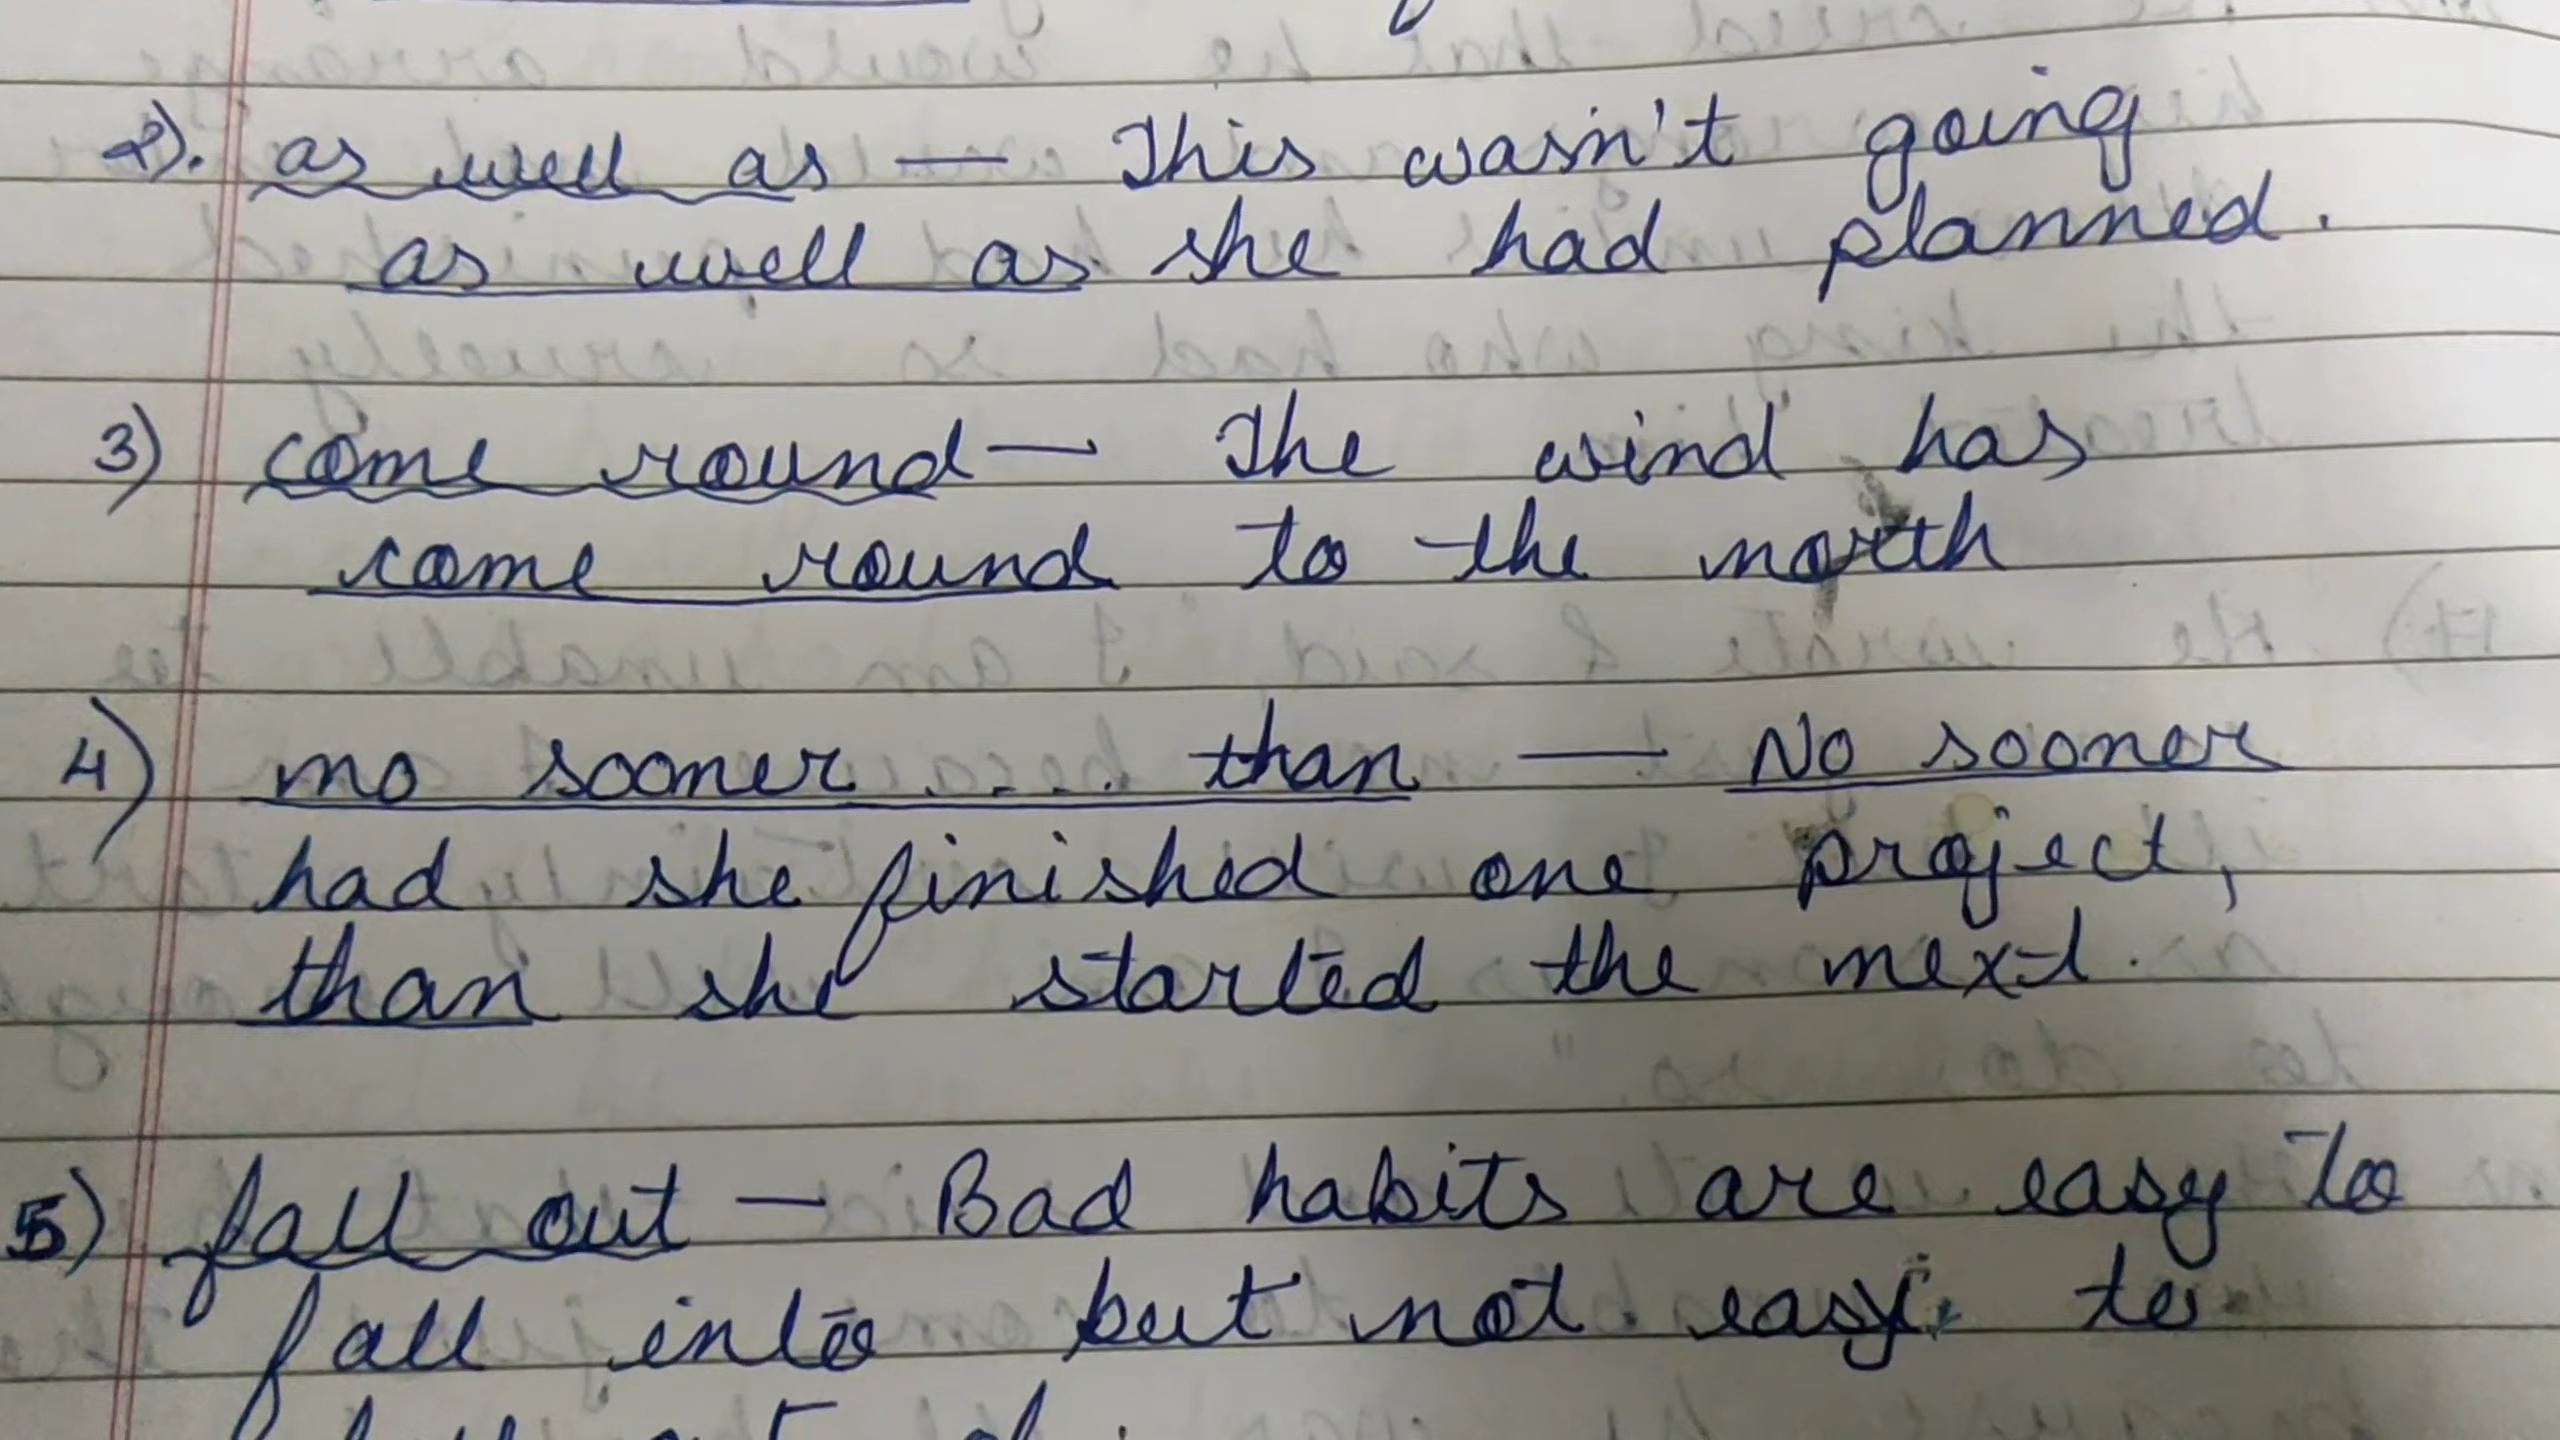 2). as well as — This wasn't going
as well as she had planned.
3) come round — The wind has
come round to the north
4) no sooner .... than — No sooner
had she finished one project,
than she started the next.
5) fall out — Bad habits are easy to
fall into but not easy to